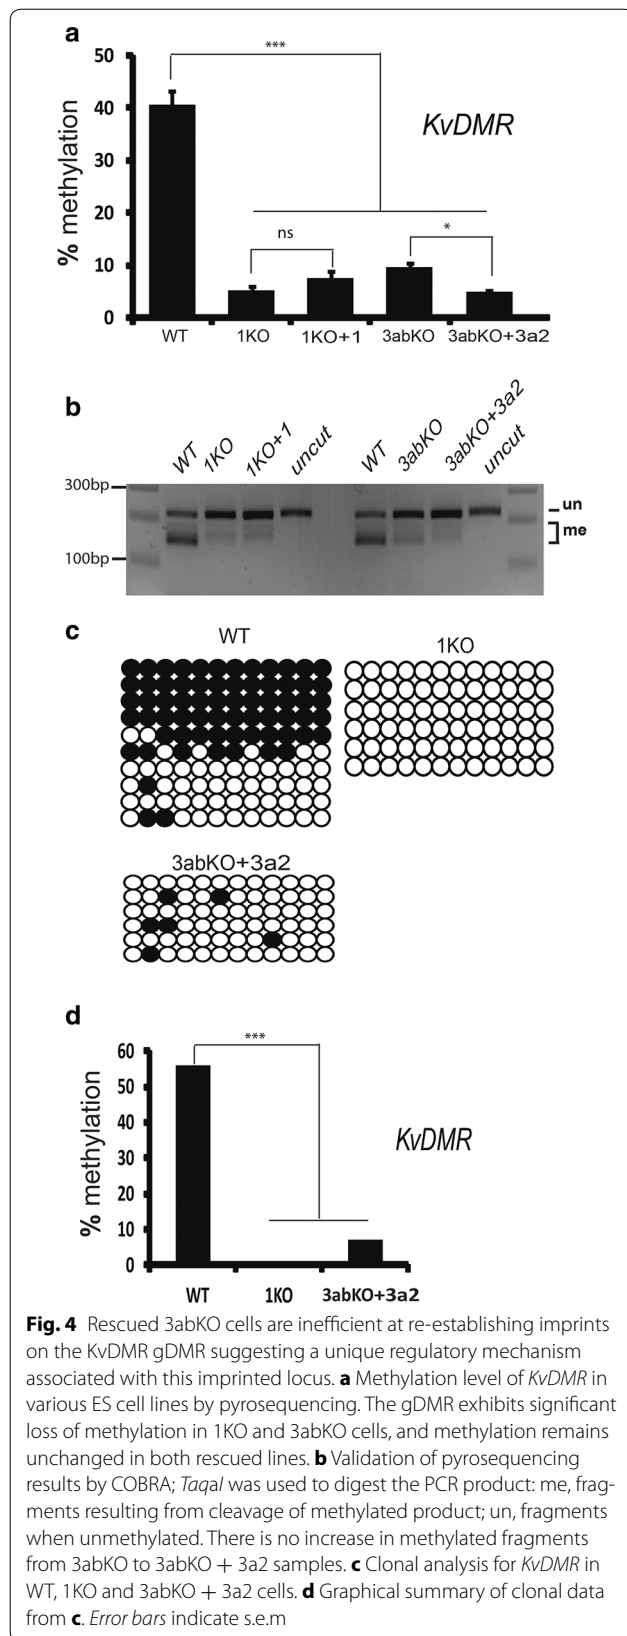 a
50
40
30
20
10
0
% methylation
***
KvDMR
ns
*
WT 1KO 1KO+1 3abKO 3abKO+3a2
b
WT 1KO 1KO+1 uncut WT 3abKO 3abKO+3a2 uncut
300bp
100bp
un
me
c
WT
1KO
3abKO+3a2
d
60
50
40
30
20
10
0
% methylation
***
KvDMR
WT 1KO 3abKO+3a2
Fig. 4 Rescued 3abKO cells are inefficient at re-establishing imprints
on the KvDMR gDMR suggesting a unique regulatory mechanism
associated with this imprinted locus. a Methylation level of KvDMR in
various ES cell lines by pyrosequencing. The gDMR exhibits significant
loss of methylation in 1KO and 3abKO cells, and methylation remains
unchanged in both rescued lines. b Validation of pyrosequencing
results by COBRA; TaqaI was used to digest the PCR product: me, frag-
ments resulting from cleavage of methylated product; un, fragments
when unmethylated. There is no increase in methylated fragments
from 3abKO to 3abKO + 3a2 samples. c Clonal analysis for KvDMR in
WT, 1KO and 3abKO + 3a2 cells. d Graphical summary of clonal data
from c. Error bars indicate s.e.m